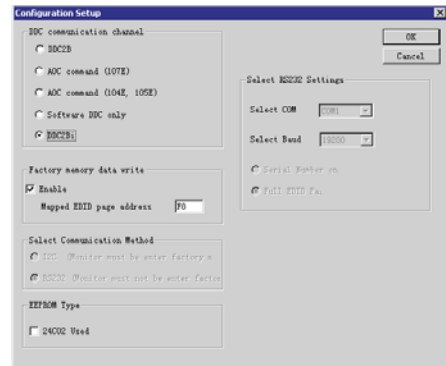 Configuration Setup
DDC communication channel
DDC2B
AOC command (107E)
AOC command (104E, 105E)
Software DDC only
DDC2Bi
Factory memory data write
Enable
Mapped EDID page address F0
Select Communication Method
I2C (Monitor must be enter factory m
RS232 (Monitor must not be enter factor
EEPROM Type
24C02 Used
OK
Cancel
Select RS232 Settings
Select COM COM1
Select Baud 19200
Serial Number on
Full EDID Pa